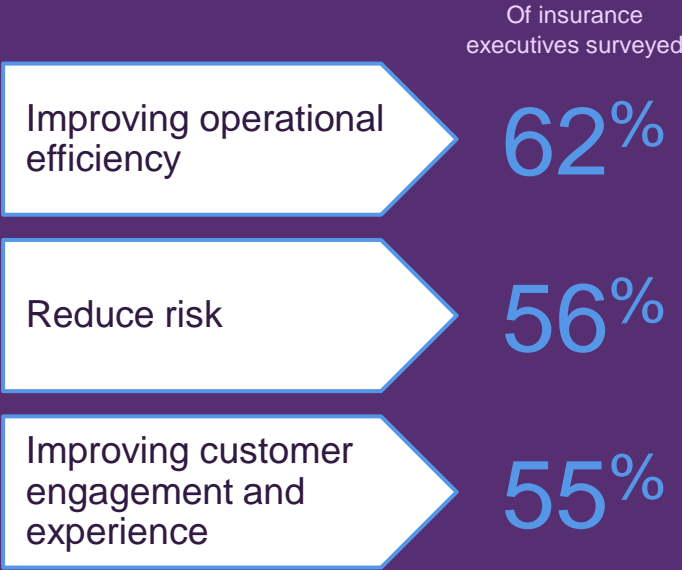 Of insurance
executives surveyed
Improving operational
efficiency
62%
Reduce risk
56%
Improving customer
engagement and
experience
55%